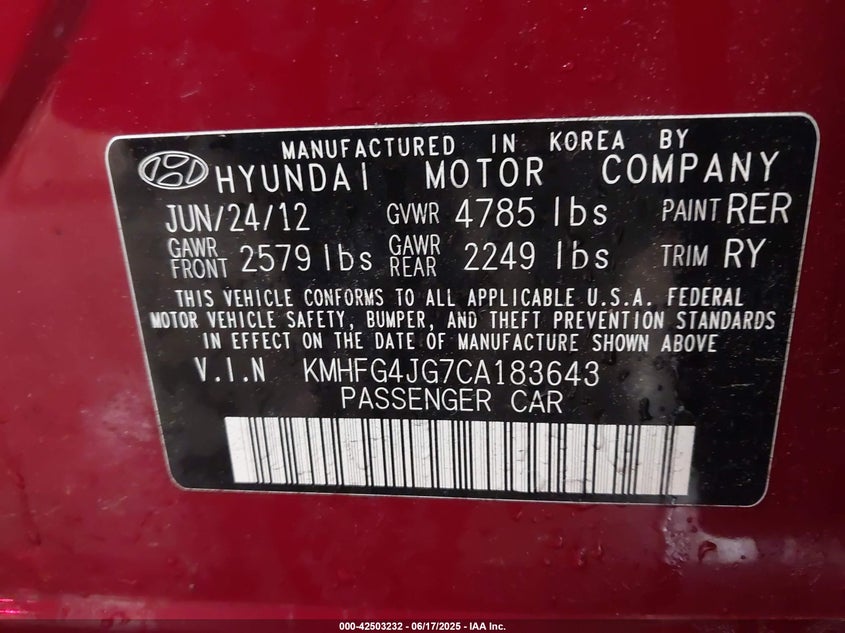 MANUFACTURED IN KOREA BY
HYUNDAI MOTOR COMPANY
JUN/24/12 GVWR 4785 lbs PAINT RER
GAWR FRONT 2579 lbs GAWR REAR 2249 lbs TRIM RY
THIS VEHICLE CONFORMS TO ALL APPLICABLE U.S.A. FEDERAL
MOTOR VEHICLE SAFETY, BUMPER, AND THEFT PREVENTION STANDARDS
IN EFFECT ON THE DATE OF MANUFACTURE SHOWN ABOVE
V.I.N KMHFG4JG7CA183643
PASSENGER CAR
000-42503232 - 06/17/2025 - IAA Inc.